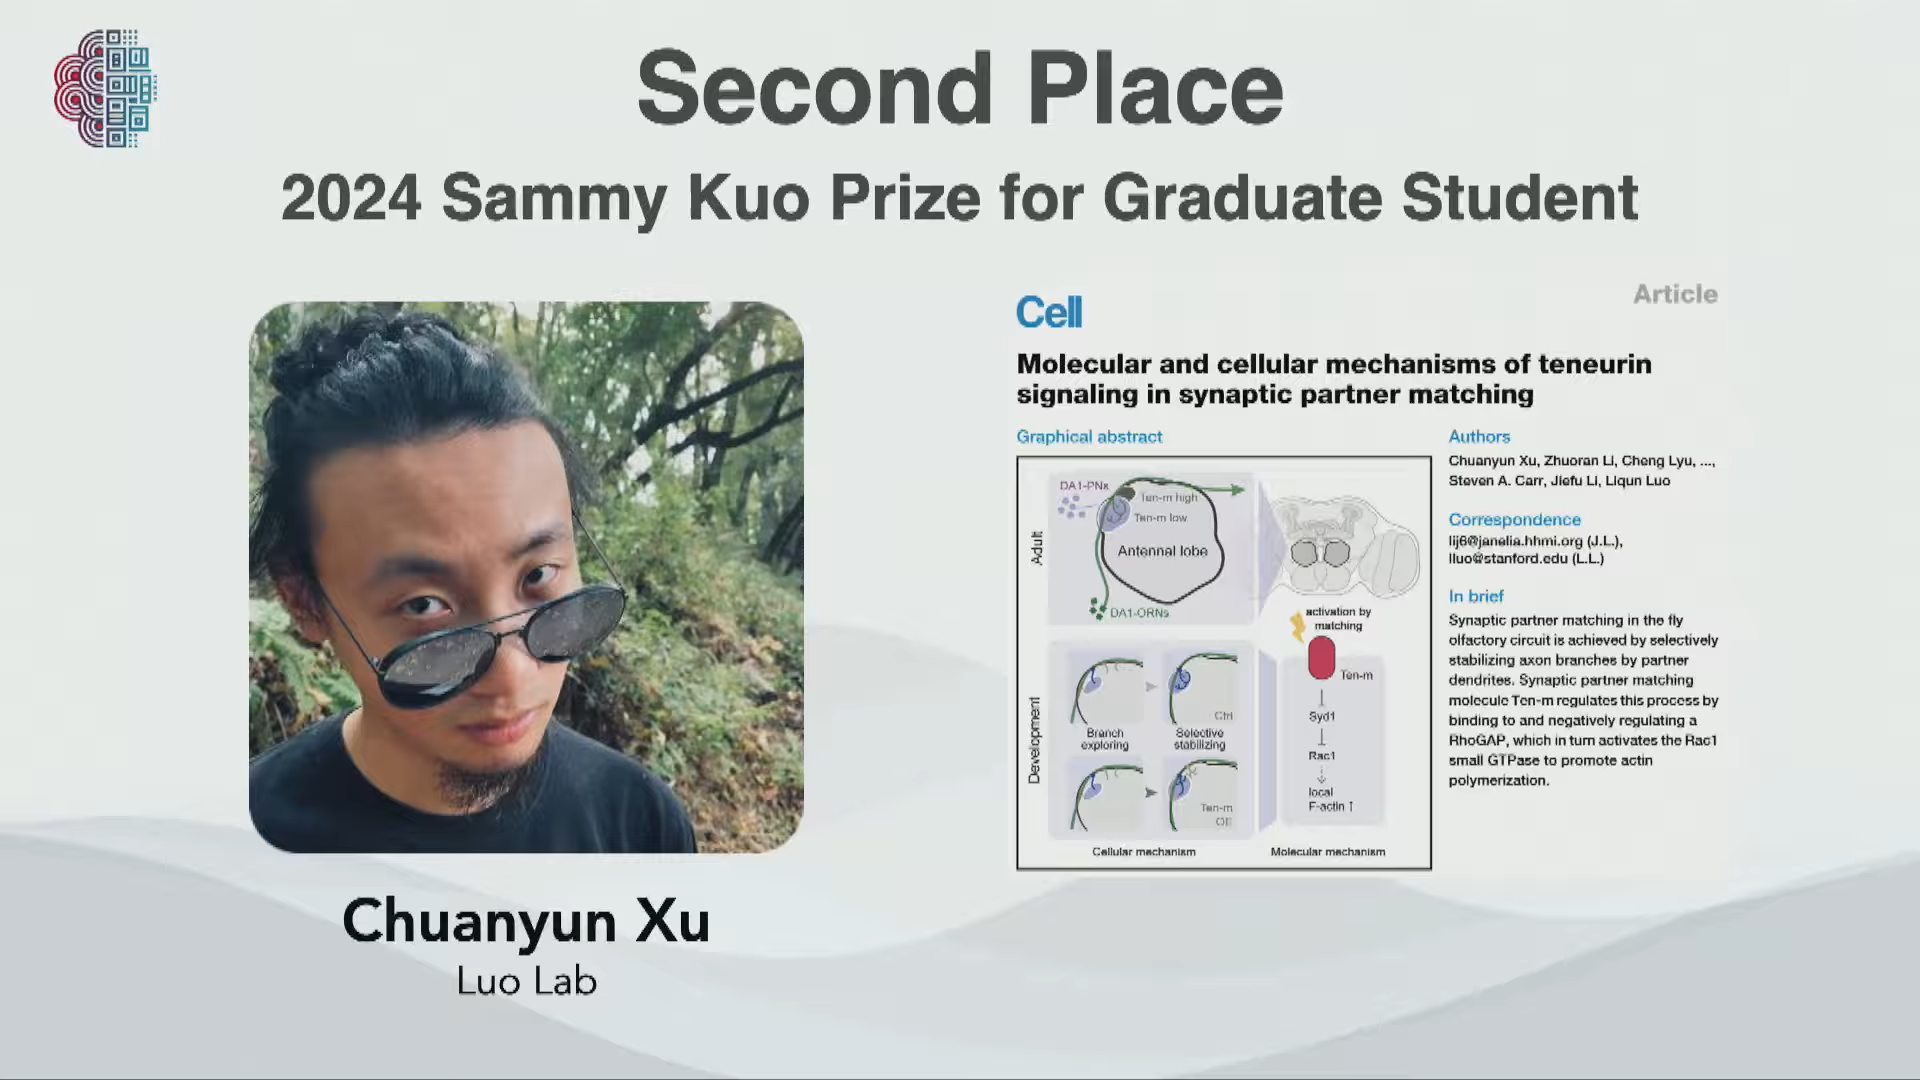 Second Place
2024 Sammy Kuo Prize for Graduate Student
Chuanyun Xu
Luo Lab
Cell
Article
Molecular and cellular mechanisms of teneurin
signaling in synaptic partner matching
Graphical abstract
Adult
DA1-PNs
Ten-m high
Ten-m low
Antennal lobe
DA1-ORNs
Development
Branch
exploring
Selective
stabilizing
Ctrl
Ten-m
OE
Cellular mechanism
activation by
matching
Ten-m
Syd1
Rac1
local
F-actin ↑
Molecular mechanism
Authors
Chuanyun Xu, Zhuoran Li, Cheng Lyu, ...,
Steven A. Carr, Jiefu Li, Liqun Luo
Correspondence
lij6@janelia.hhmi.org (J.L.),
lluo@stanford.edu (L.L.)
In brief
Synaptic partner matching in the fly
olfactory circuit is achieved by selectively
stabilizing axon branches by partner
dendrites. Synaptic partner matching
molecule Ten-m regulates this process by
binding to and negatively regulating a
RhoGAP, which in turn activates the Rac1
small GTPase to promote actin
polymerization.